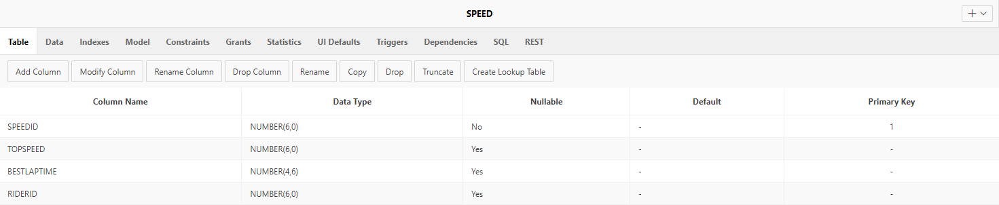 SPEED
Table Data Indexes Model Constraints Grants Statistics UI Defaults Triggers Dependencies SQL REST
Add Column Modify Column Rename Column Drop Column Rename Copy Drop Truncate Create Lookup Table
Column Name Data Type Nullable Default Primary Key
SPEEDID NUMBER(6,0) No - 1
TOPSPEED NUMBER(6,0) Yes - -
BESTLAPTIME NUMBER(4,6) Yes - -
RIDERID NUMBER(6,0) Yes - -